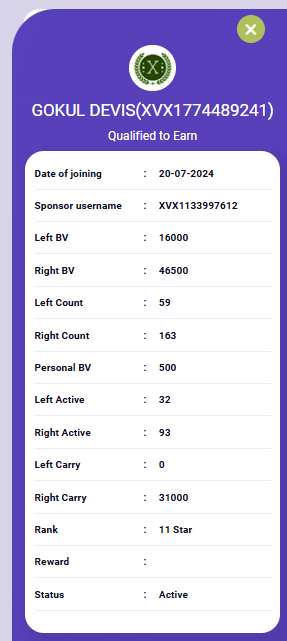 X
GOKUL DEVIS(XVX1774489241)
Qualified to Earn
Date of joining : 20-07-2024
Sponsor username : XVX1133997612
Left BV : 16000
Right BV : 46500
Left Count : 59
Right Count : 163
Personal BV : 500
Left Active : 32
Right Active : 93
Left Carry : 0
Right Carry : 31000
Rank : 11 Star
Reward :
Status : Active